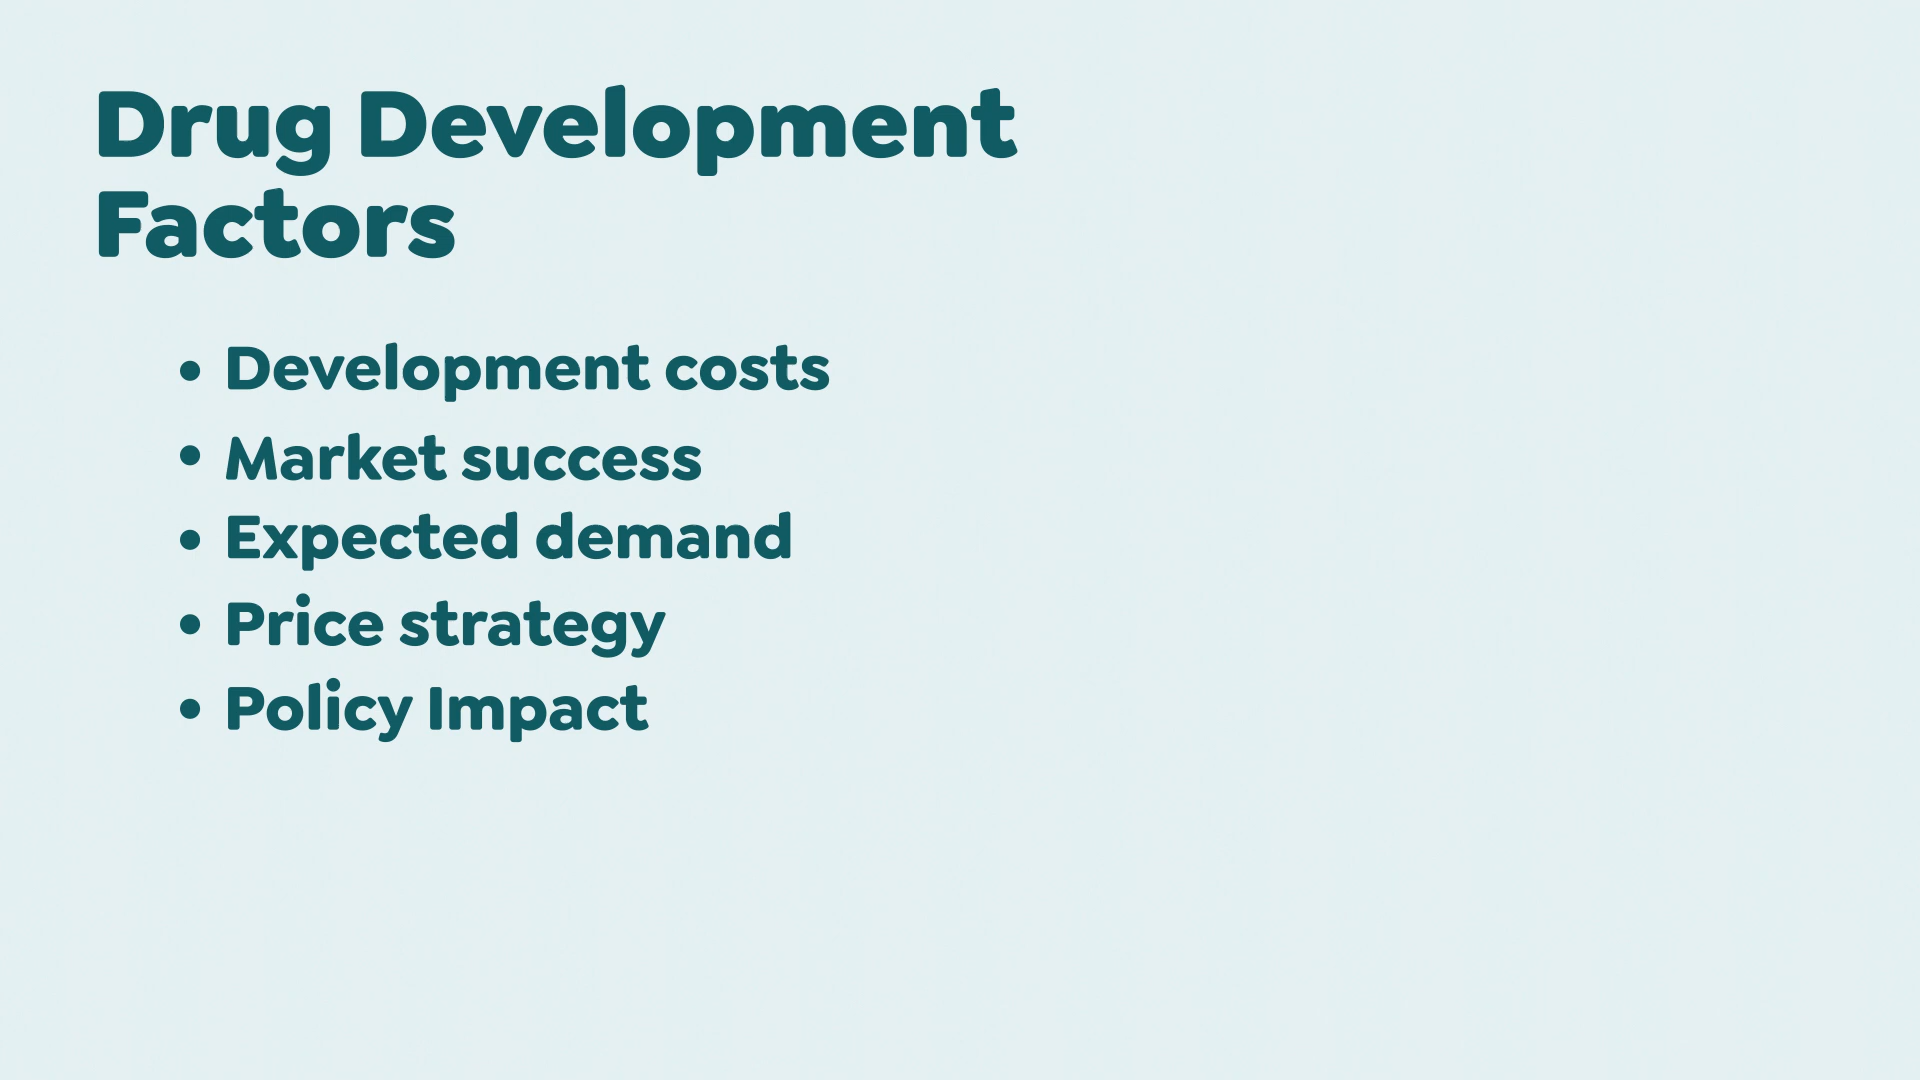 Drug Development
Factors
• Development costs
• Market success
• Expected demand
• Price strategy
• Policy Impact